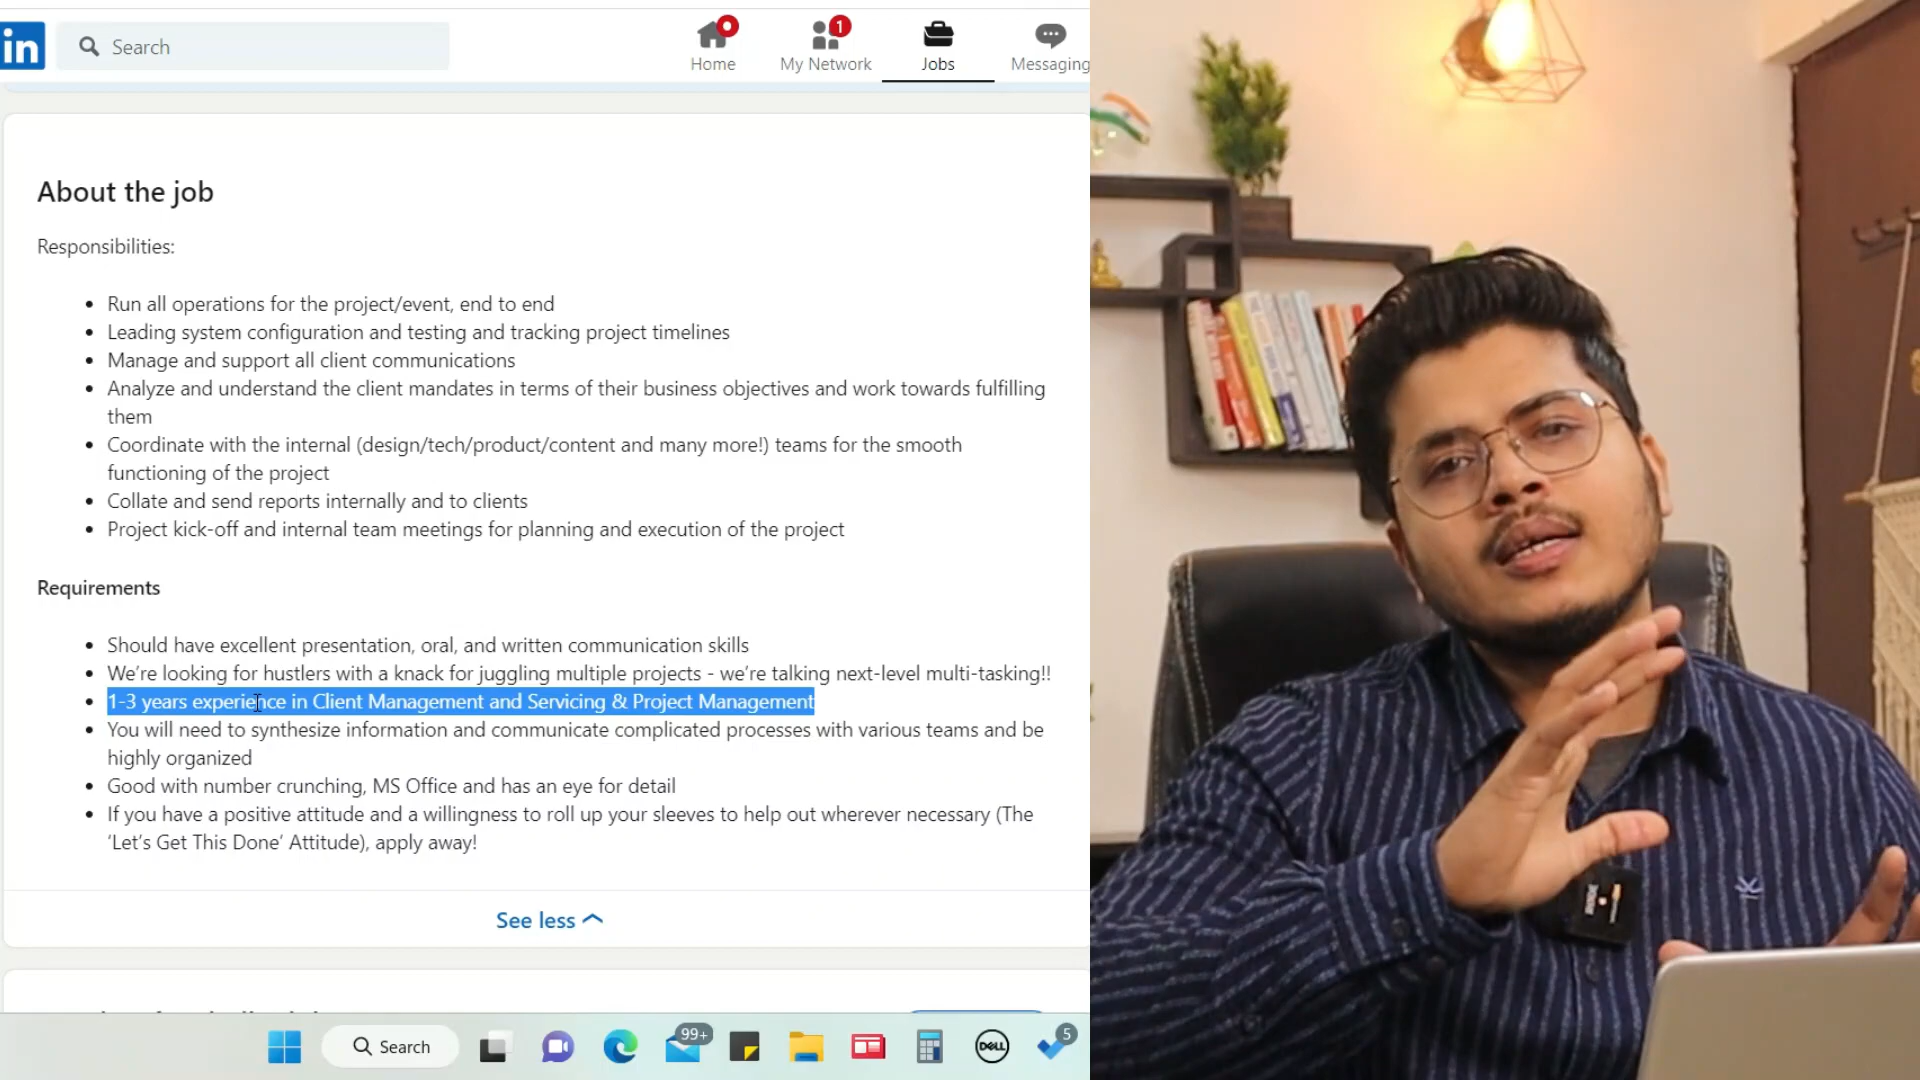 in
Search
1
Home
My Network
Jobs
Messaging
About the job
Responsibilities:
Run all operations for the project/event, end to end
Leading system configuration and testing and tracking project timelines
Manage and support all client communications
Analyze and understand the client mandates in terms of their business objectives and work towards fulfilling
them
Coordinate with the internal (design/tech/product/content and many more!) teams for the smooth
functioning of the project
Collate and send reports internally and to clients
Project kick-off and internal team meetings for planning and execution of the project
Requirements
Should have excellent presentation, oral, and written communication skills
We’re looking for hustlers with a knack for juggling multiple projects - we’re talking next-level multi-tasking!!
1-3 years experience in Client Management and Servicing & Project Management
You will need to synthesize information and communicate complicated processes with various teams and be
highly organized
Good with number crunching, MS Office and has an eye for detail
If you have a positive attitude and a willingness to roll up your sleeves to help out wherever necessary (The
‘Let’s Get This Done’ Attitude), apply away!
See less
Search
99+
DELL
5